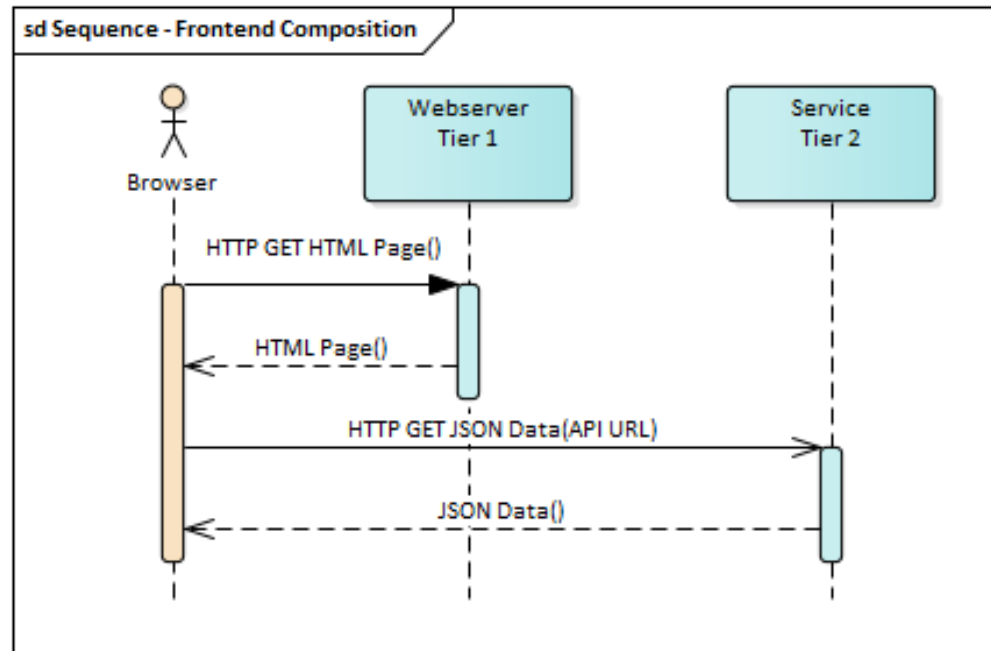 sd Sequence - Frontend Composition
Browser
Webserver
Tier 1
Service
Tier 2
HTTP GET HTML Page()
HTML Page()
HTTP GET JSON Data(API URL)
JSON Data()